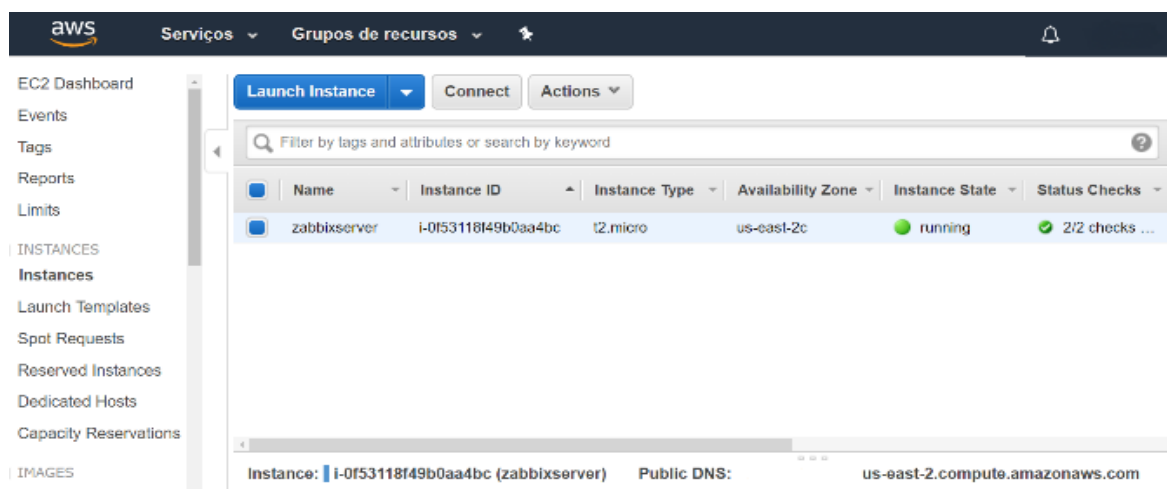 aws Serviços Grupos de recursos
EC2 Dashboard
Events
Tags
Reports
Limits
INSTANCES
Instances
Launch Templates
Spot Requests
Reserved Instances
Dedicated Hosts
Capacity Reservations
IMAGES
Launch Instance Connect Actions
Filter by tags and attributes or search by keyword
Name Instance ID Instance Type Availability Zone Instance State Status Checks
zabbixserver i-0f53118f49b0aa4bc t2.micro us-east-2c running 2/2 checks ...
Instance: i-0f53118f49b0aa4bc (zabbixserver) Public DNS: us-east-2.compute.amazonaws.com